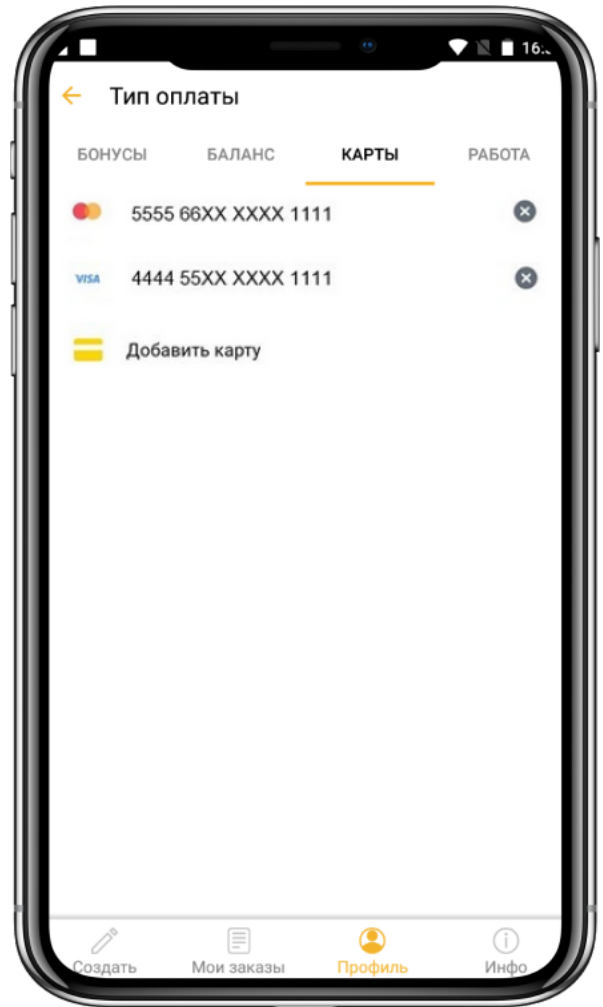 16:
Тип оплаты
БОНУСЫ БАЛАНС КАРТЫ РАБОТА
5555 66XX XXXX 1111
VISA 4444 55XX XXXX 1111
Добавить карту
Создать Мои заказы Профиль Инфо